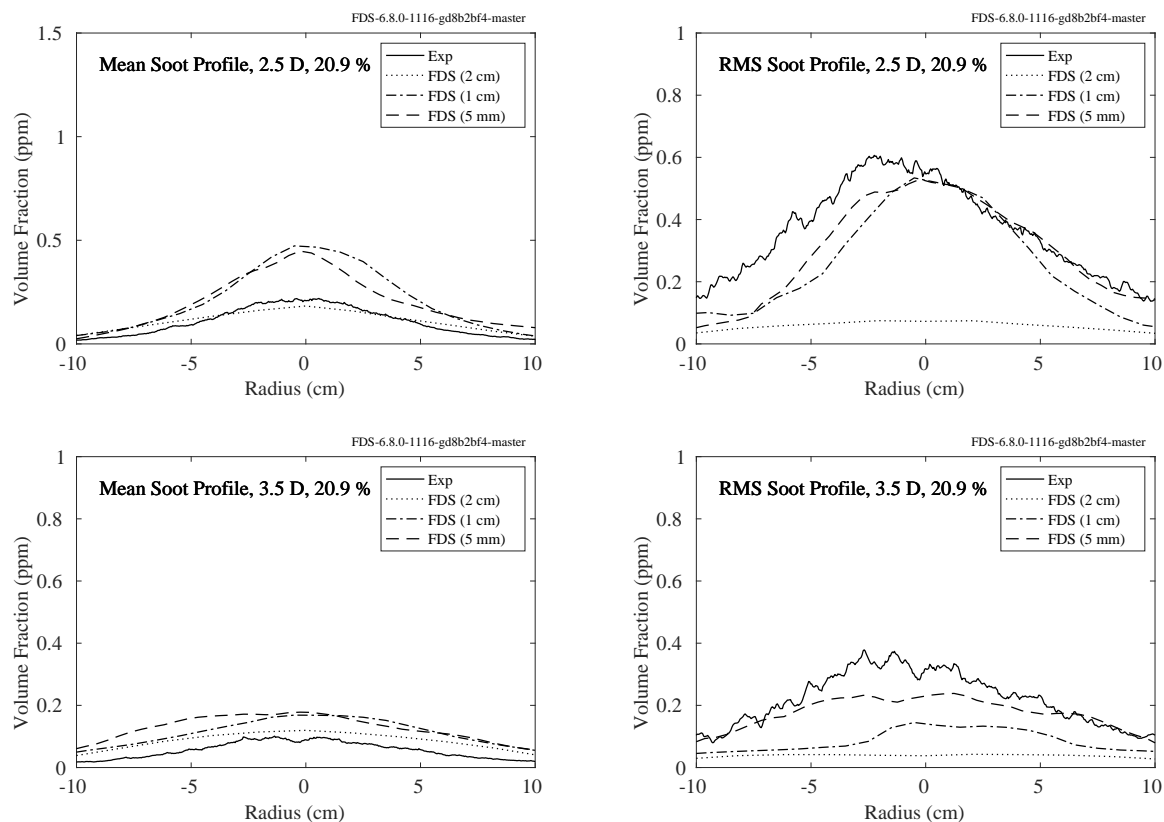 FDS-6.8.0-1116-gd8b2bf4-master
Mean Soot Profile, 2.5 D, 20.9 %
Exp
FDS (2 cm)
FDS (1 cm)
FDS (5 mm)
Volume Fraction (ppm)
1.5
1
0.5
0
-10 -5 0 5 10
Radius (cm)
FDS-6.8.0-1116-gd8b2bf4-master
RMS Soot Profile, 2.5 D, 20.9 %
Exp
FDS (2 cm)
FDS (1 cm)
FDS (5 mm)
Volume Fraction (ppm)
1
0.8
0.6
0.4
0.2
0
-10 -5 0 5 10
Radius (cm)
FDS-6.8.0-1116-gd8b2bf4-master
Mean Soot Profile, 3.5 D, 20.9 %
Exp
FDS (2 cm)
FDS (1 cm)
FDS (5 mm)
Volume Fraction (ppm)
1
0.8
0.6
0.4
0.2
0
-10 -5 0 5 10
Radius (cm)
FDS-6.8.0-1116-gd8b2bf4-master
RMS Soot Profile, 3.5 D, 20.9 %
Exp
FDS (2 cm)
FDS (1 cm)
FDS (5 mm)
Volume Fraction (ppm)
1
0.8
0.6
0.4
0.2
0
-10 -5 0 5 10
Radius (cm)